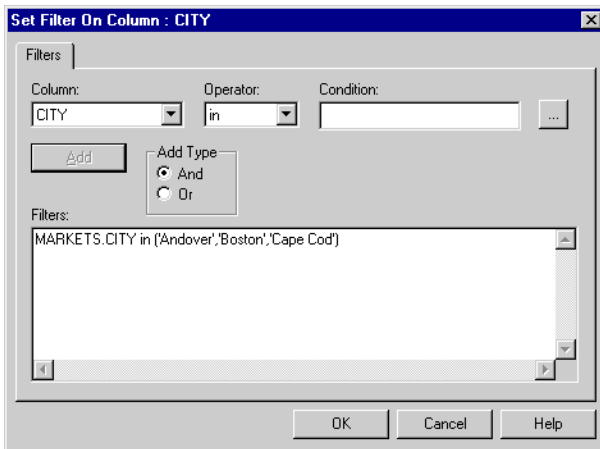 Set Filter On Column : CITY
Filters
Column: Operator: Condition:
CITY in ...
Add
Add Type
And
Or
Filters:
MARKETS.CITY in ('Andover','Boston','Cape Cod')
OK Cancel Help